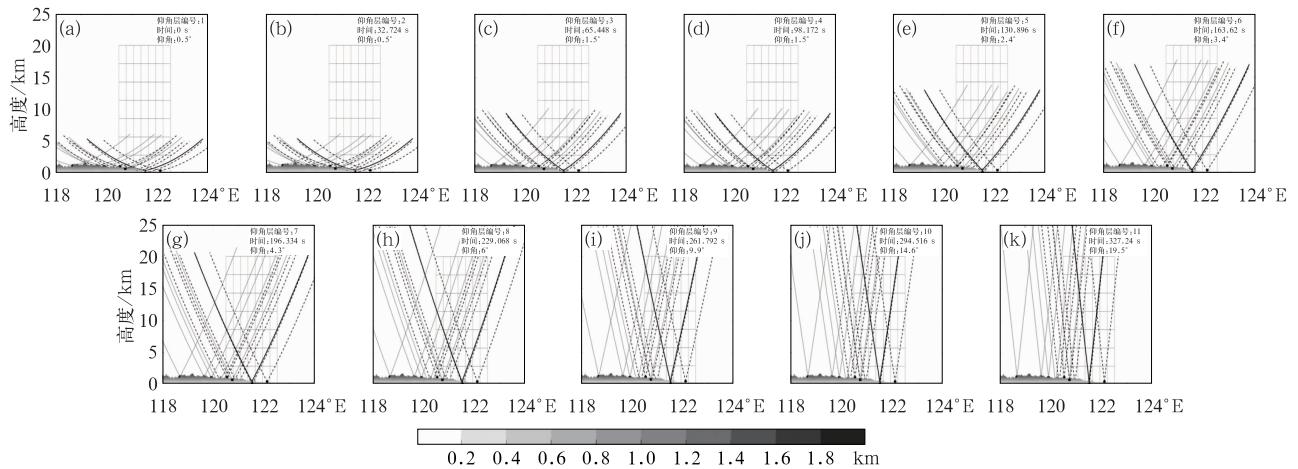 (a)
仰角层编号:1
时间:0 s
仰角:0.5°
(b)
仰角层编号:2
时间:32.724 s
仰角:0.5°
(c)
仰角层编号:3
时间:65.448 s
仰角:1.5°
(d)
仰角层编号:4
时间:98.172 s
仰角:1.5°
(e)
仰角层编号:5
时间:130.896 s
仰角:2.4°
(f)
仰角层编号:6
时间:163.62 s
仰角:3.4°
高度/km
25
20
15
10
5
0
118 120 122 124°E
118 120 122 124°E
118 120 122 124°E
118 120 122 124°E
118 120 122 124°E
118 120 122 124°E
(g)
仰角层编号:7
时间:196.334 s
仰角:4.3°
(h)
仰角层编号:8
时间:229.068 s
仰角:6°
(i)
仰角层编号:9
时间:261.792 s
仰角:9.9°
(j)
仰角层编号:10
时间:294.516 s
仰角:14.6°
(k)
仰角层编号:11
时间:327.24 s
仰角:19.5°
高度/km
25
20
15
10
5
0
118 120 122 124°E
118 120 122 124°E
118 120 122 124°E
118 120 122 124°E
118 120 122 124°E
0.2 0.4 0.6 0.8 1.0 1.2 1.4 1.6 1.8 km